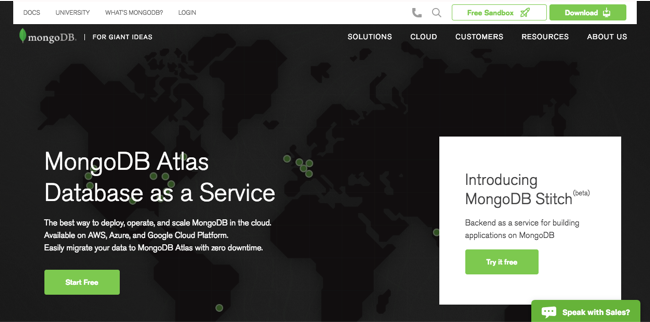 DOCS UNIVERSITY WHAT'S MONGODB? LOGIN Free Sandbox Download
mongoDB. | FOR GIANT IDEAS SOLUTIONS CLOUD CUSTOMERS RESOURCES ABOUT US
MongoDB Atlas
Database as a Service
The best way to deploy, operate, and scale MongoDB in the cloud.
Available on AWS, Azure, and Google Cloud Platform.
Easily migrate your data to MongoDB Atlas with zero downtime.
Start Free
Introducing
MongoDB Stitch(beta)
Backend as a service for building
applications on MongoDB
Try it free
Speak with Sales?